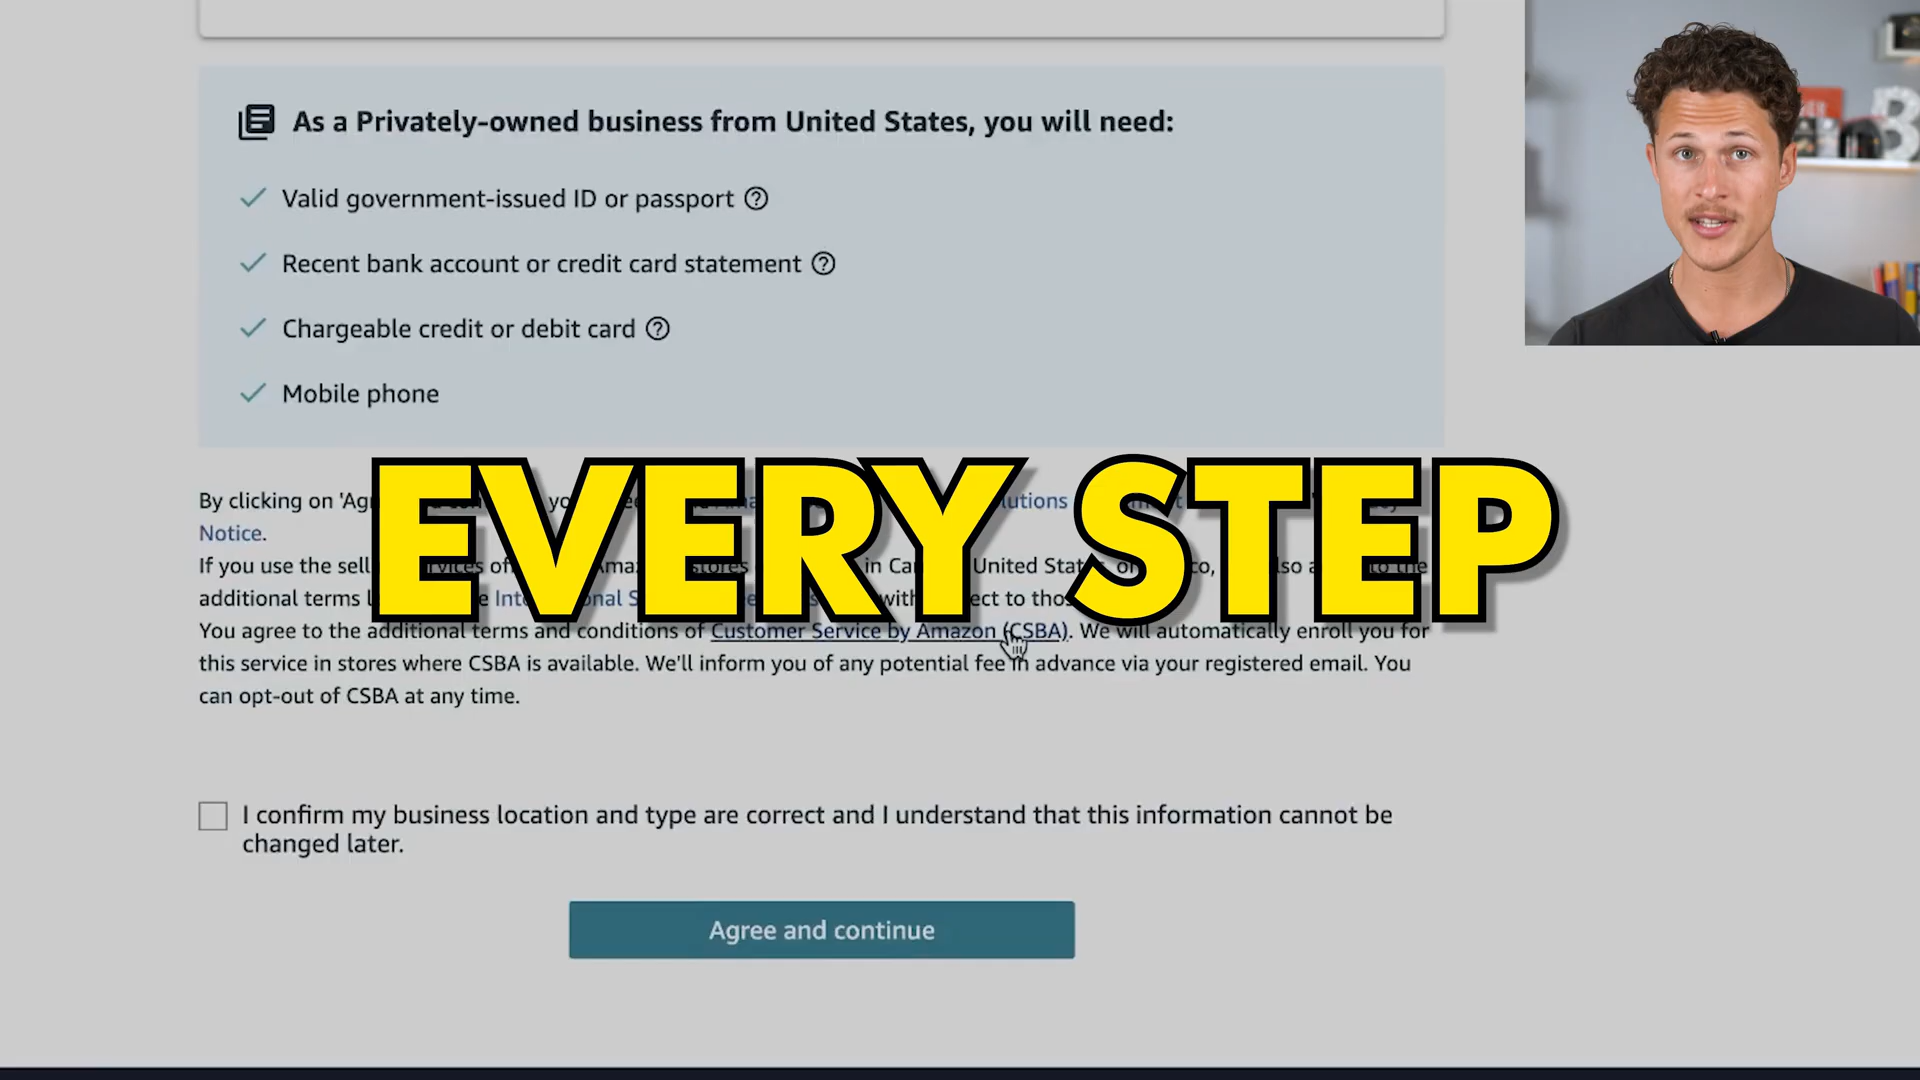 As a Privately-owned business from United States, you will need:
Valid government-issued ID or passport
Recent bank account or credit card statement
Chargeable credit or debit card
Mobile phone
EVERY STEP
By clicking on 'Ag
Notice.
If you use the sell in United Stat
additional terms
You agree to the additional terms and conditions of Customer Service by Amazon (CSBA). We will automatically enroll you for
this service in stores where CSBA is available. We'll inform you of any potential fee in advance via your registered email. You
can opt-out of CSBA at any time.
I confirm my business location and type are correct and I understand that this information cannot be
changed later.
Agree and continue